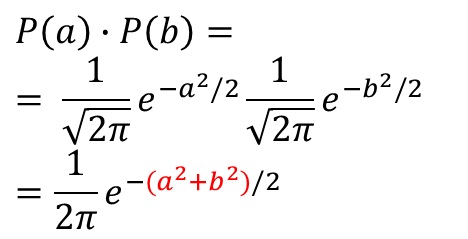 P(a) · P(b) =
= 1/√(2π) e^(−a²/2) 1/√(2π) e^(−b²/2)
= 1/(2π) e^(−(a²+b²)/2)